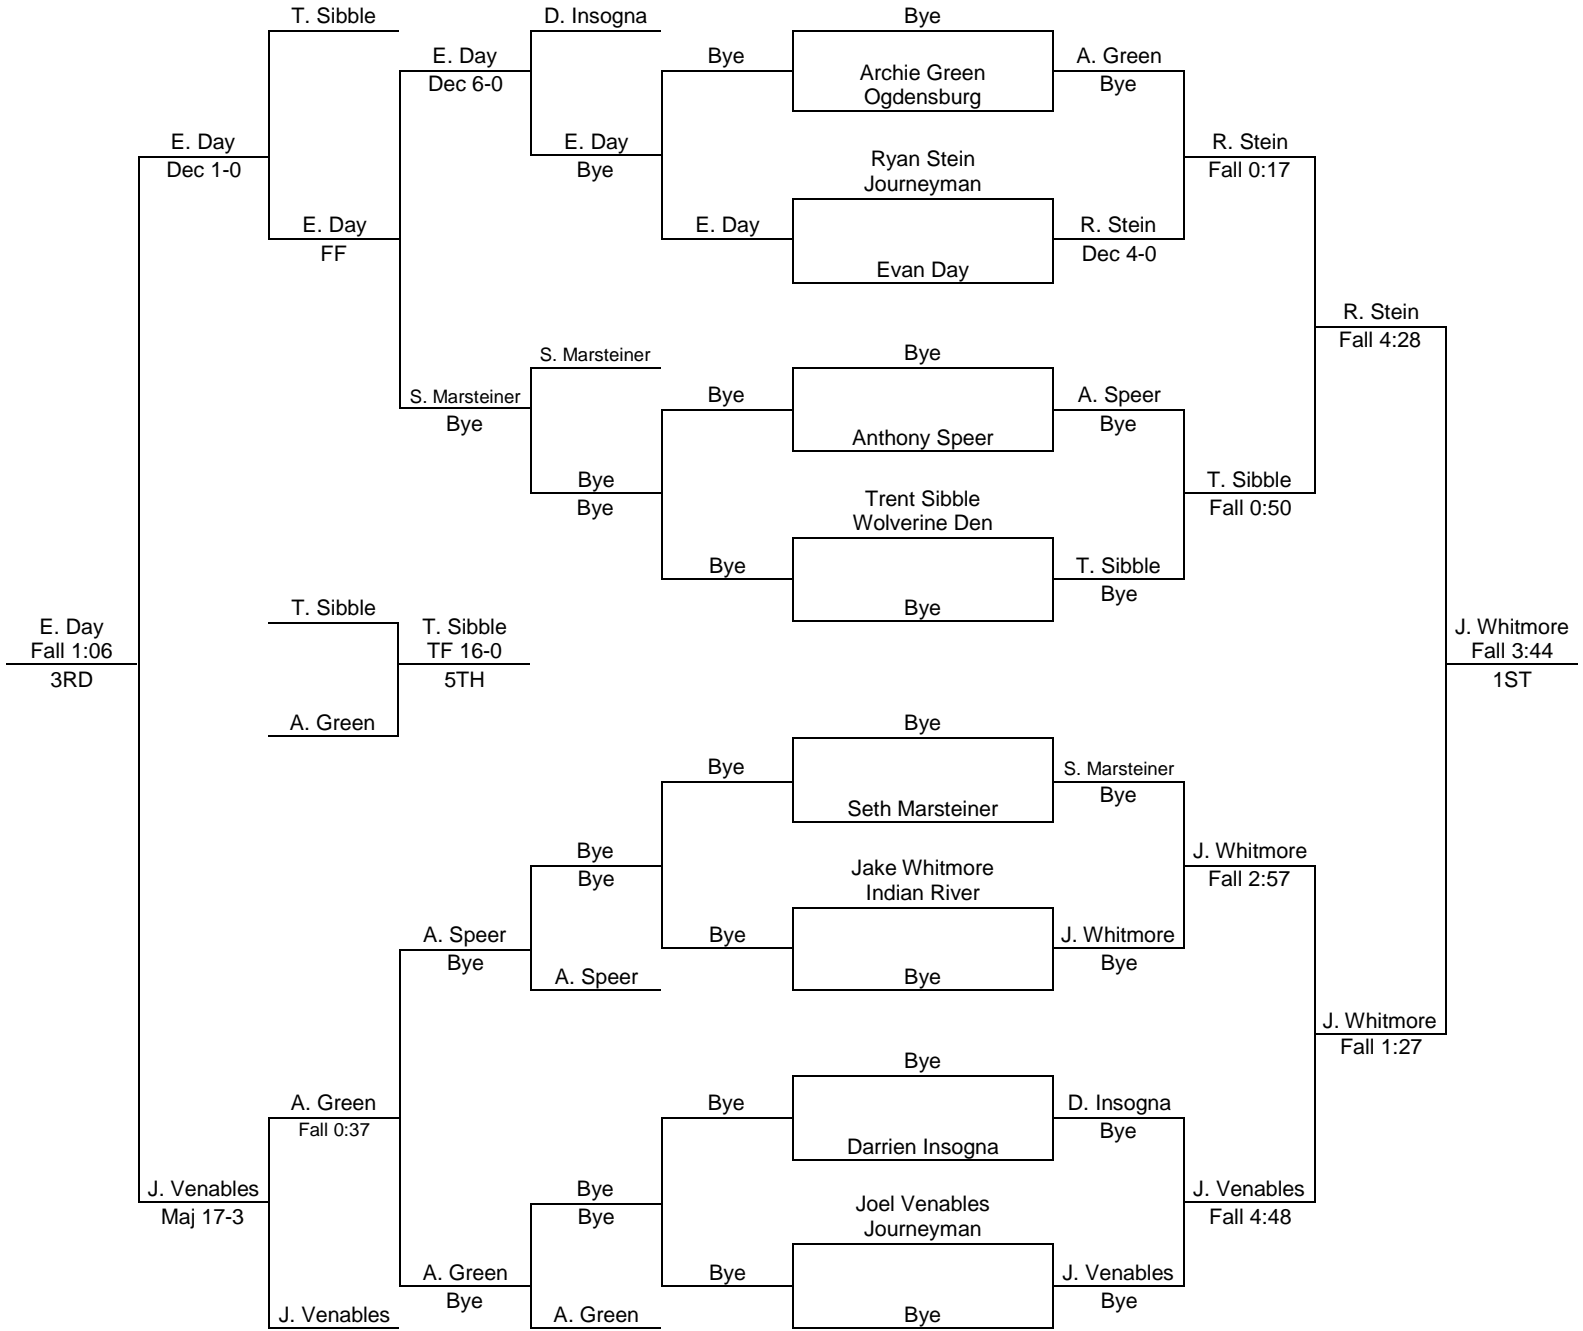 T. Sibble
D. Insogna
Bye
E. Day
Dec 6-0
Bye
Archie Green
Ogdensburg
A. Green
Bye
E. Day
Dec 1-0
E. Day
Bye
Ryan Stein
Journeyman
R. Stein
Fall 0:17
E. Day
FF
E. Day
Evan Day
R. Stein
Dec 4-0
R. Stein
Fall 4:28
S. Marsteiner
Bye
S. Marsteiner
Bye
Bye
Anthony Speer
A. Speer
Bye
Bye
Bye
Trent Sibble
Wolverine Den
T. Sibble
Fall 0:50
Bye
Bye
T. Sibble
Bye
E. Day
Fall 1:06
3RD
T. Sibble
A. Green
T. Sibble
TF 16-0
5TH
J. Whitmore
Fall 3:44
1ST
Bye
Bye
Seth Marsteiner
S. Marsteiner
Bye
Bye
Bye
Jake Whitmore
Indian River
J. Whitmore
Fall 2:57
A. Speer
Bye
A. Speer
Bye
Bye
J. Whitmore
Bye
J. Whitmore
Fall 1:27
Bye
A. Green
Fall 0:37
Bye
Darrien Insogna
D. Insogna
Bye
J. Venables
Maj 17-3
Bye
Bye
Joel Venables
Journeyman
J. Venables
Fall 4:48
J. Venables
A. Green
Bye
A. Green
Bye
Bye
J. Venables
Bye